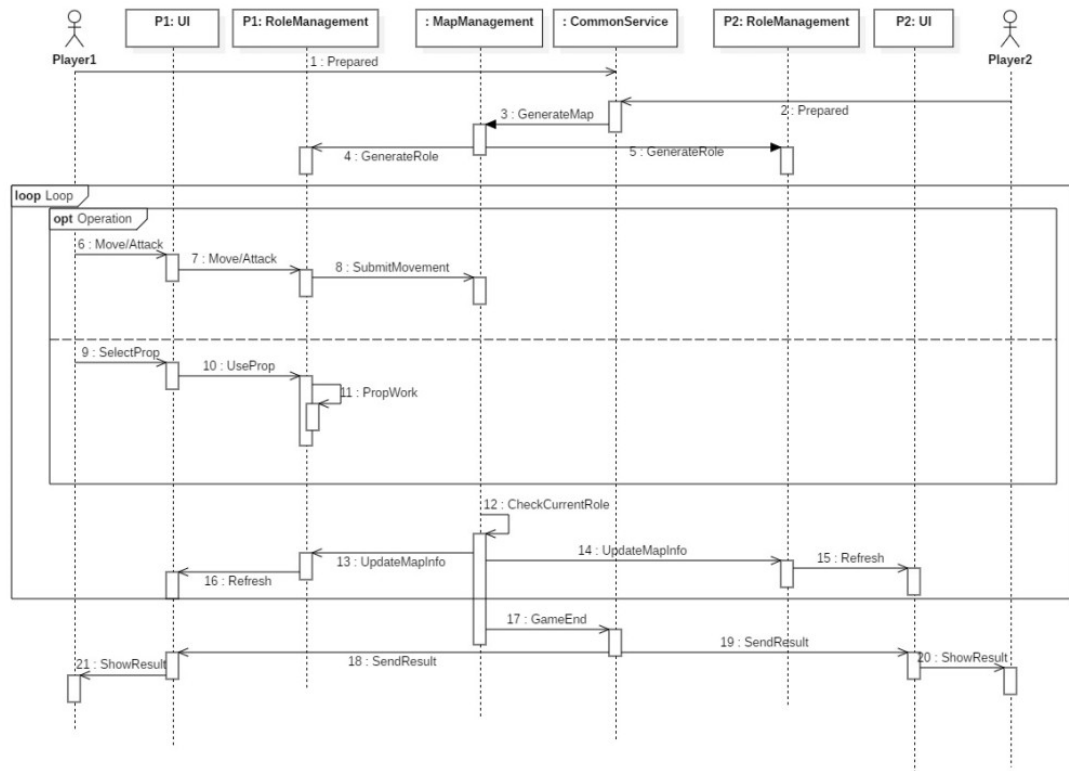 P1: UI
P1: RoleManagement
: MapManagement
: CommonService
P2: RoleManagement
P2: UI
Player1
Player2
1 : Prepared
2 : Prepared
3 : GenerateMap
4 : GenerateRole
5 : GenerateRole
loop Loop
opt Operation
6 : Move/Attack
7 : Move/Attack
8 : SubmitMovement
9 : SelectProp
10 : UseProp
11 : PropWork
12 : CheckCurrentRole
13 : UpdateMapInfo
14 : UpdateMapInfo
15 : Refresh
16 : Refresh
17 : GameEnd
18 : SendResult
19 : SendResult
20 : ShowResult
21 : ShowResult